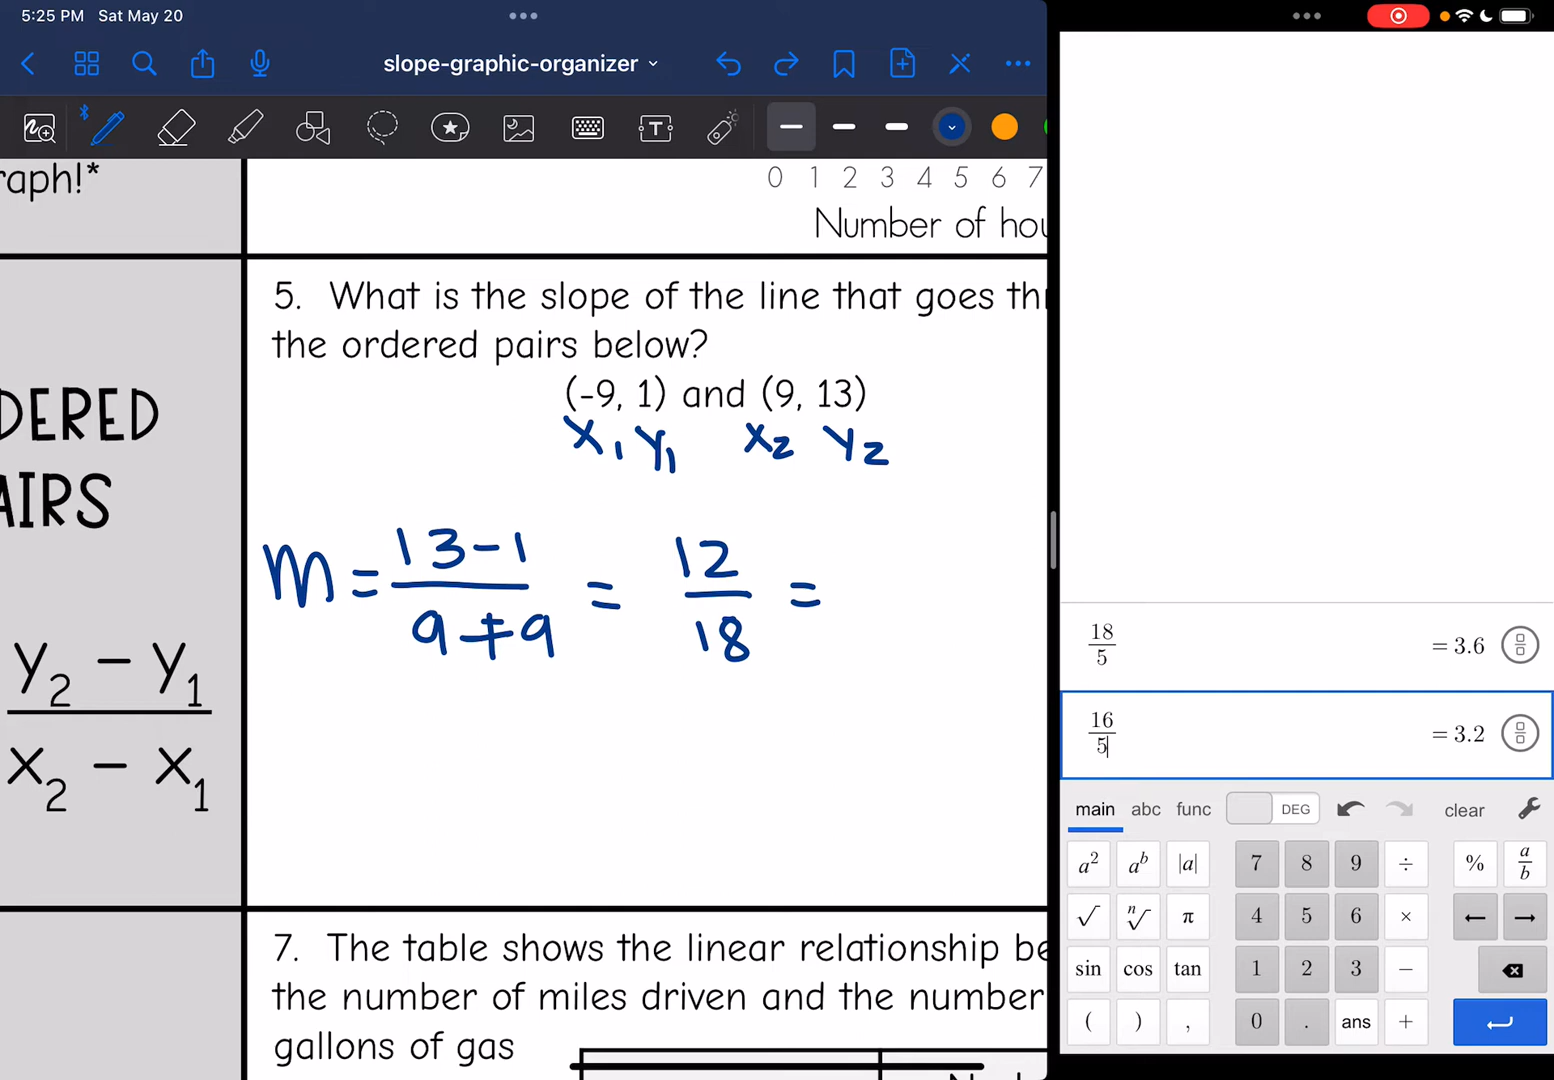 5:25 PM Sat May 20
slope-graphic-organizer
raph!*
0 1 2 3 4 5 6 7
Number of hou
DERED
AIRS
y2 − y1
x2 − x1
5. What is the slope of the line that goes th
the ordered pairs below?
(-9, 1) and (9, 13)
x1 y1 x2 y2
m = 13-1 / 9+9 = 12/18 =
7. The table shows the linear relationship be
the number of miles driven and the number
gallons of gas
18/5 = 3.6
16/5 = 3.2
main abc func DEG clear
a² aᵇ |a| 7 8 9 ÷ % a/b
√ ⁿ√ π 4 5 6 × ← →
sin cos tan 1 2 3 −
( ) , 0 . ans +